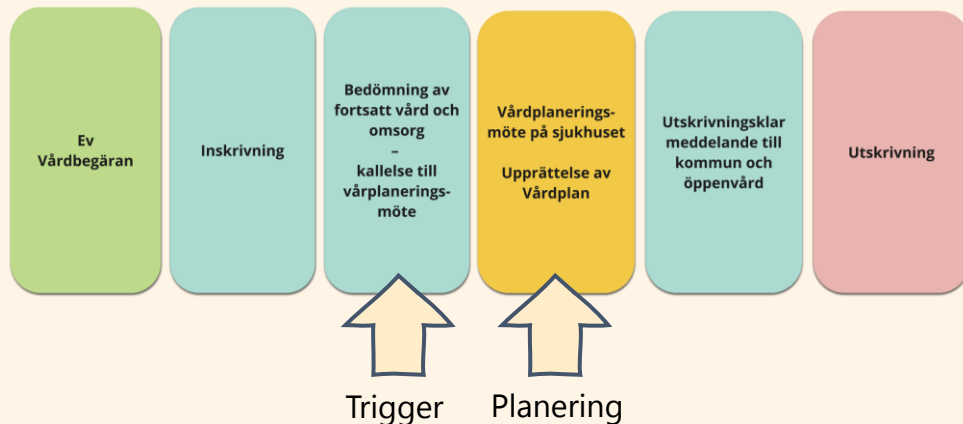 Ev
Vårdbegäran
Inskrivning
Bedömning av
fortsatt vård och
omsorg
–
kallelse till
vårplanerings-
möte
Vårdplanerings-
möte på sjukhuset
Upprättelse av
Vårdplan
Utskrivningsklar
meddelande till
kommun och
öppenvård
Utskrivning
Trigger
Planering